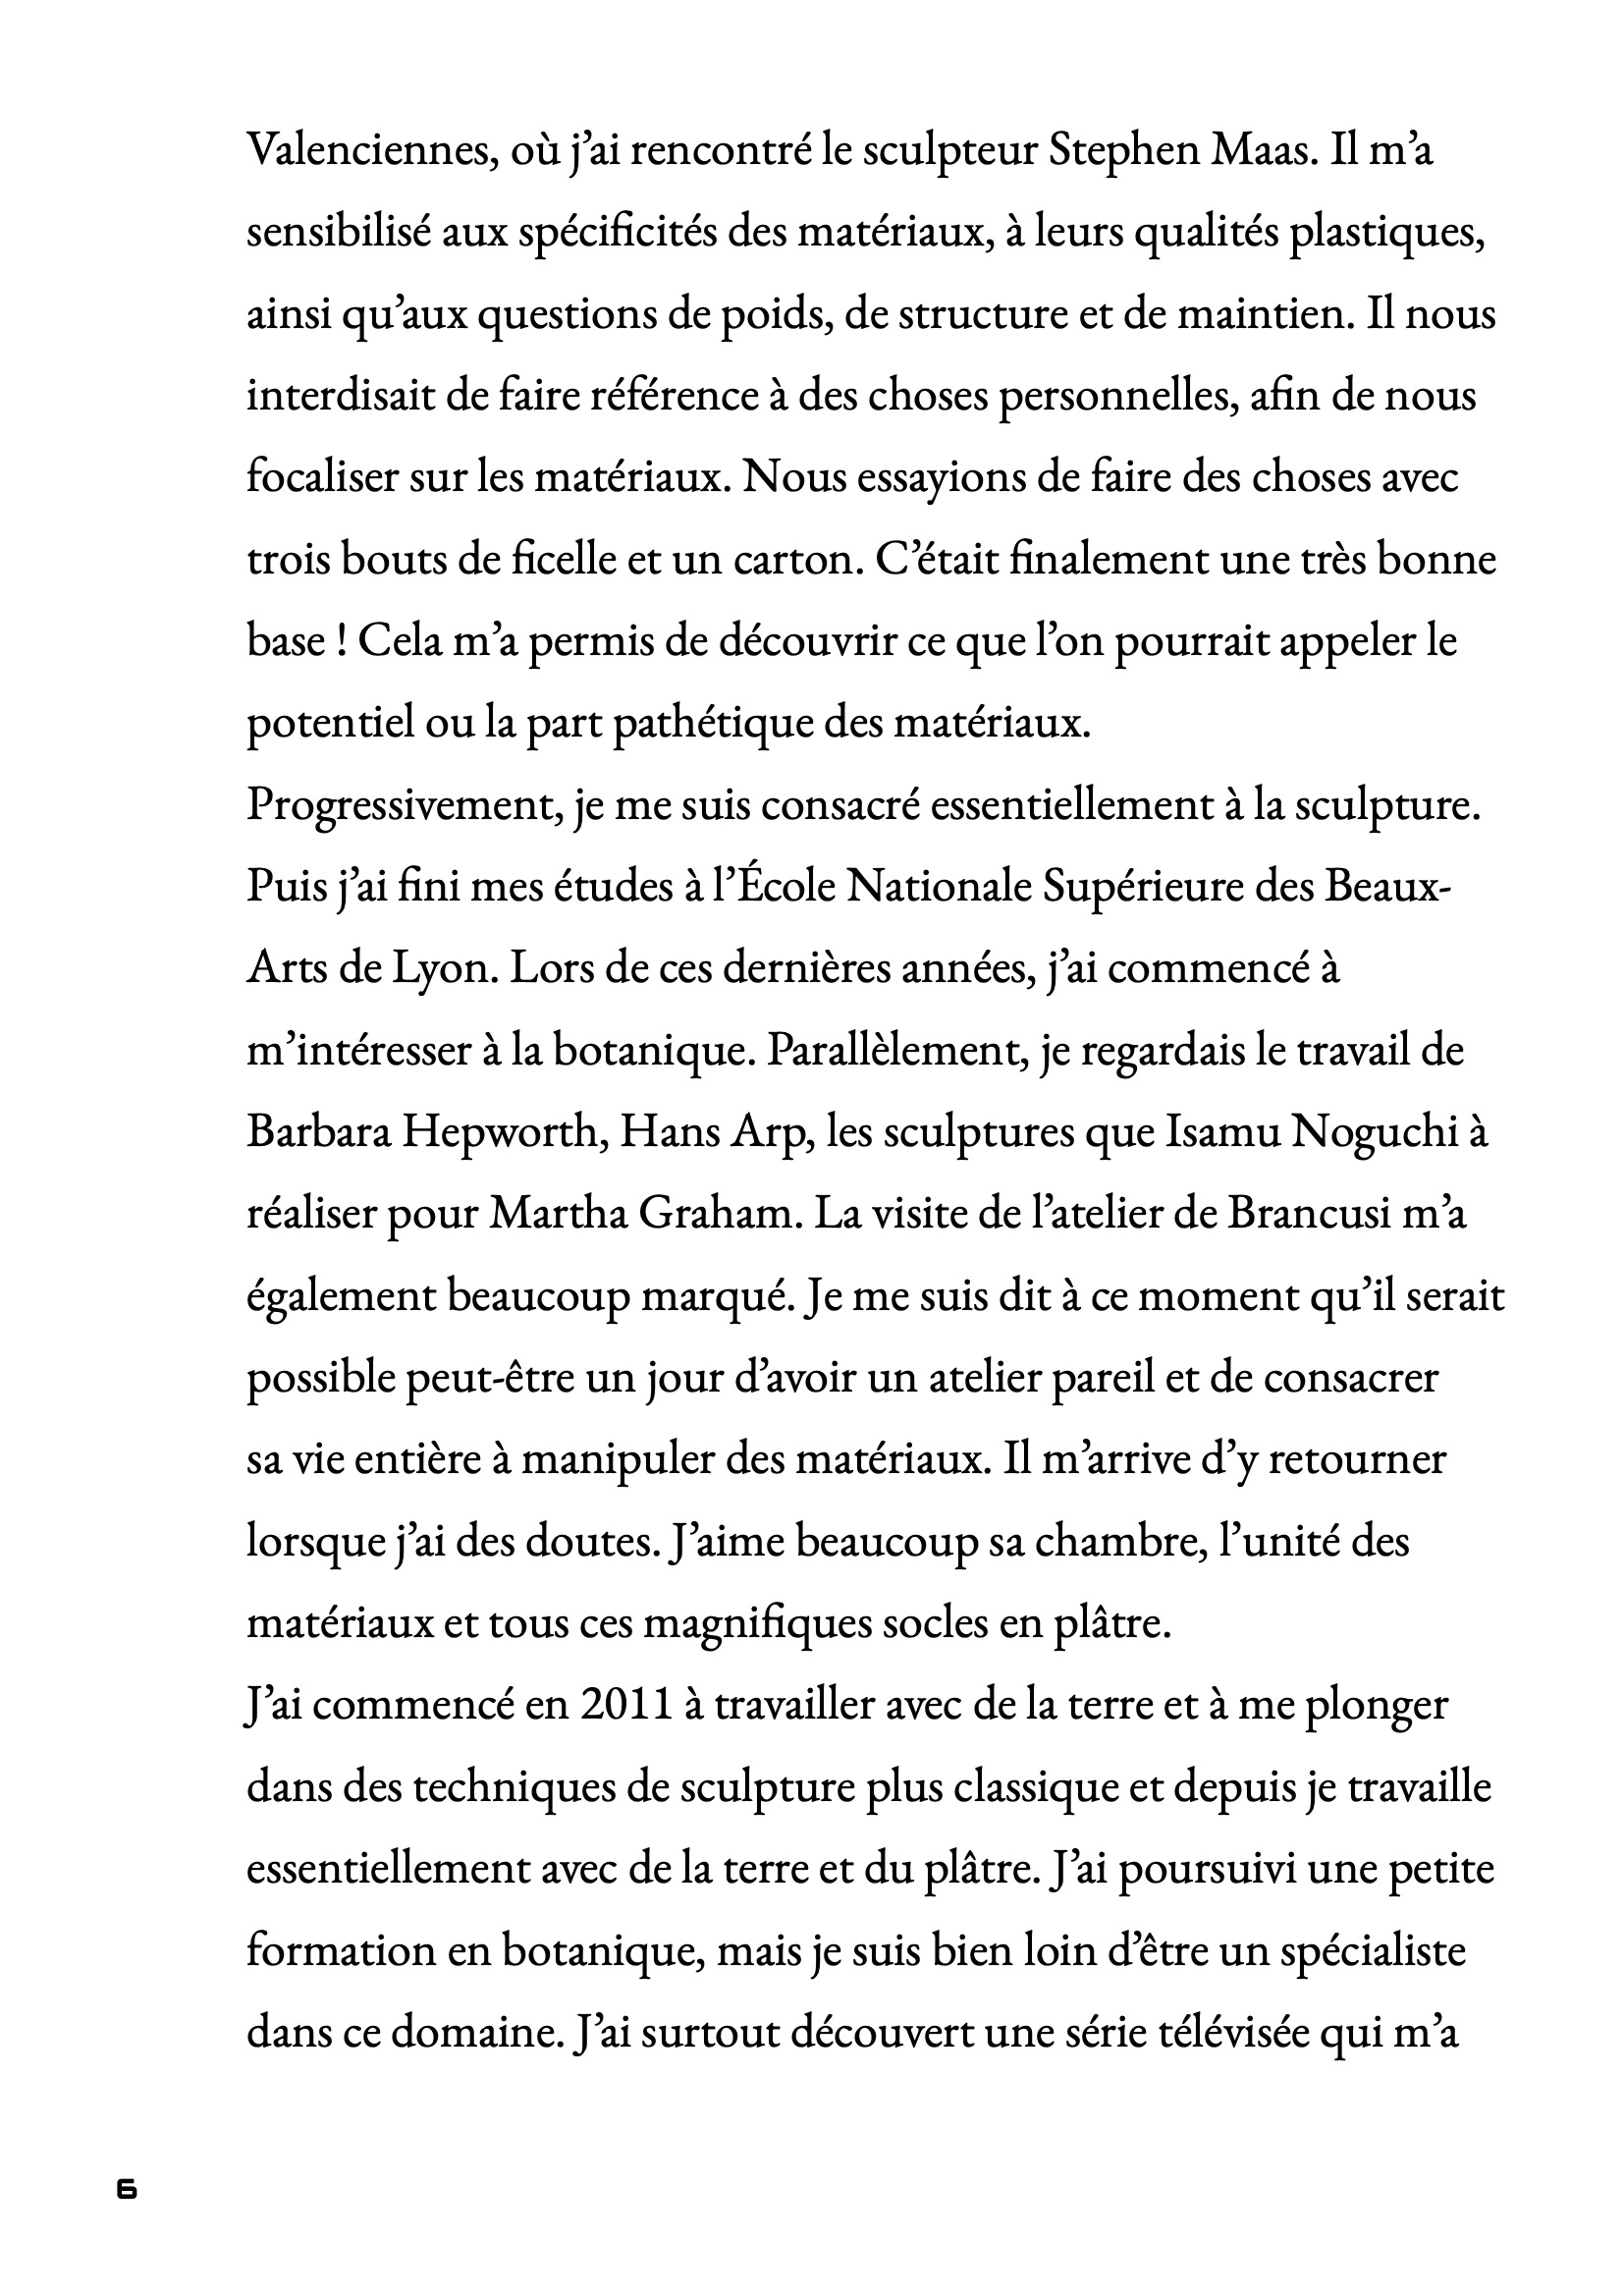 Valenciennes, où j’ai rencontré le sculpteur Stephen Maas. Il m’a
sensibilisé aux spécificités des matériaux, à leurs qualités plastiques,
ainsi qu’aux questions de poids, de structure et de maintien. Il nous
interdisait de faire référence à des choses personnelles, afin de nous
focaliser sur les matériaux. Nous essayions de faire des choses avec
trois bouts de ficelle et un carton. C’était finalement une très bonne
base ! Cela m’a permis de découvrir ce que l’on pourrait appeler le
potentiel ou la part pathétique des matériaux.
Progressivement, je me suis consacré essentiellement à la sculpture.
Puis j’ai fini mes études à l’École Nationale Supérieure des Beaux-
Arts de Lyon. Lors de ces dernières années, j’ai commencé à
m’intéresser à la botanique. Parallèlement, je regardais le travail de
Barbara Hepworth, Hans Arp, les sculptures que Isamu Noguchi à
réaliser pour Martha Graham. La visite de l’atelier de Brancusi m’a
également beaucoup marqué. Je me suis dit à ce moment qu’il serait
possible peut-être un jour d’avoir un atelier pareil et de consacrer
sa vie entière à manipuler des matériaux. Il m’arrive d’y retourner
lorsque j’ai des doutes. J’aime beaucoup sa chambre, l’unité des
matériaux et tous ces magnifiques socles en plâtre.
J’ai commencé en 2011 à travailler avec de la terre et à me plonger
dans des techniques de sculpture plus classique et depuis je travaille
essentiellement avec de la terre et du plâtre. J’ai poursuivi une petite
formation en botanique, mais je suis bien loin d’être un spécialiste
dans ce domaine. J’ai surtout découvert une série télévisée qui m’a
6